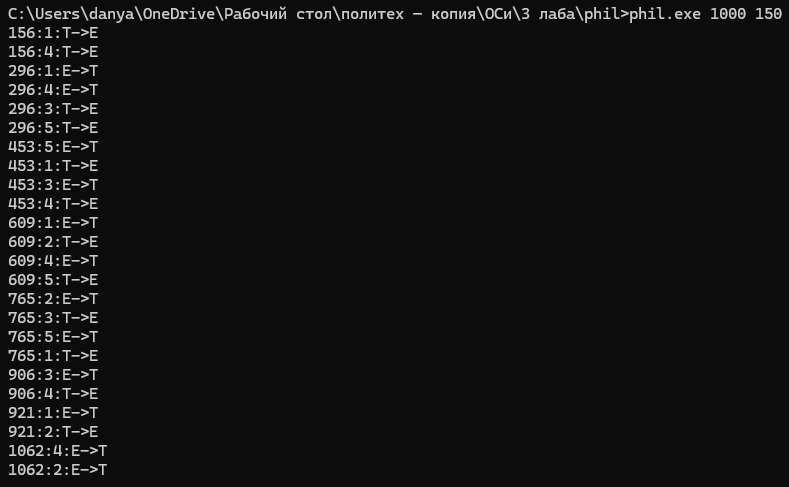 C:\Users\danya\OneDrive\Рабочий стол\политех — копия\ОСи\3 лаба\phil>phil.exe 1000 150
156:1:T->E
156:4:T->E
296:1:E->T
296:4:E->T
296:3:T->E
296:5:T->E
453:5:E->T
453:1:T->E
453:3:E->T
453:4:T->E
609:1:E->T
609:2:T->E
609:4:E->T
609:5:T->E
765:2:E->T
765:3:T->E
765:5:E->T
765:1:T->E
906:3:E->T
906:4:T->E
921:1:E->T
921:2:T->E
1062:4:E->T
1062:2:E->T